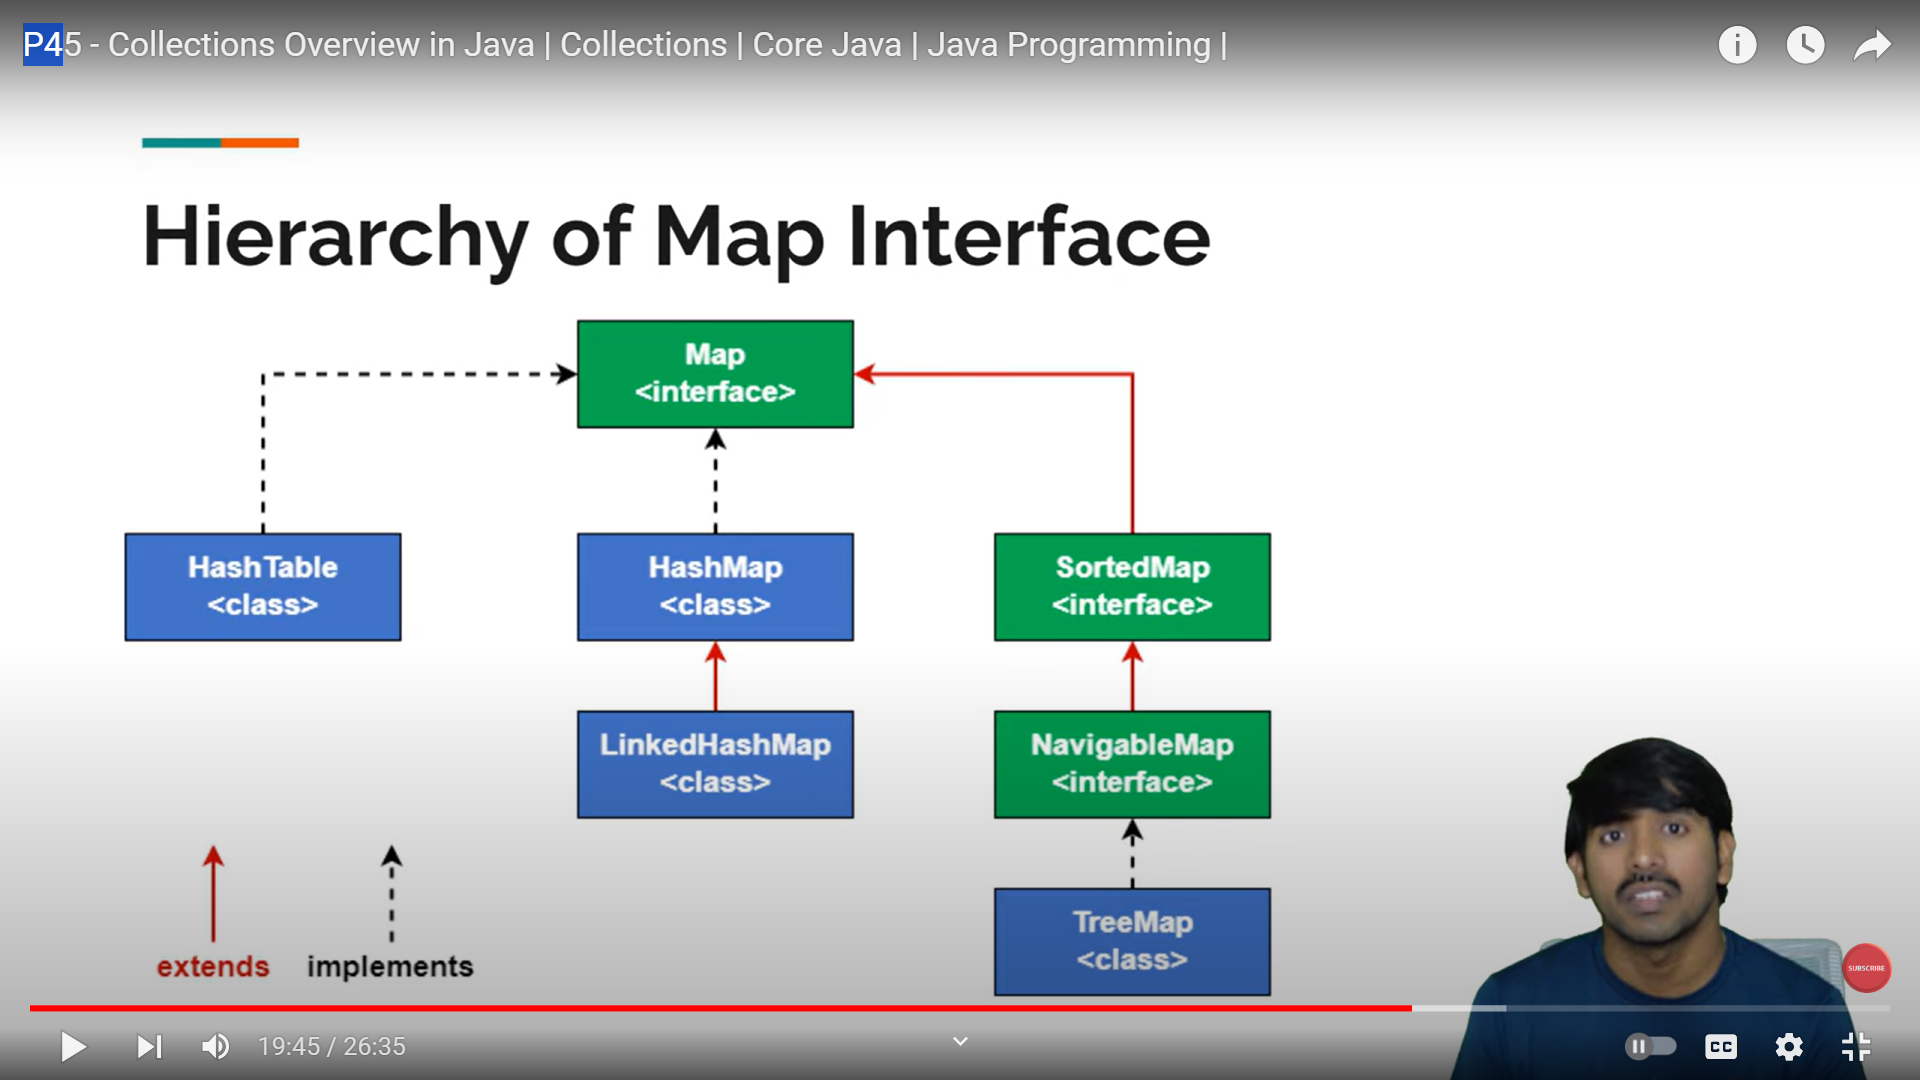 P45 - Collections Overview in Java | Collections | Core Java | Java Programming |
Hierarchy of Map Interface
Map
<interface>
HashTable
<class>
HashMap
<class>
SortedMap
<interface>
LinkedHashMap
<class>
NavigableMap
<interface>
TreeMap
<class>
extends
implements
SUBSCRIBE
19:45 / 26:35
CC